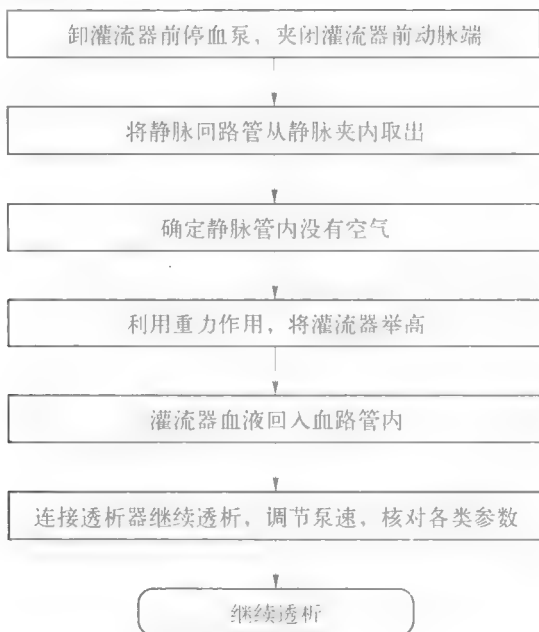 卸灌流器前停血泵，夹闭灌流器前动脉端
将静脉回路管从静脉夹内取出
确定静脉管内没有空气
利用重力作用，将灌流器举高
灌流器血液回入血路管内
连接透析器继续透析，调节泵速，核对各类参数
继续透析